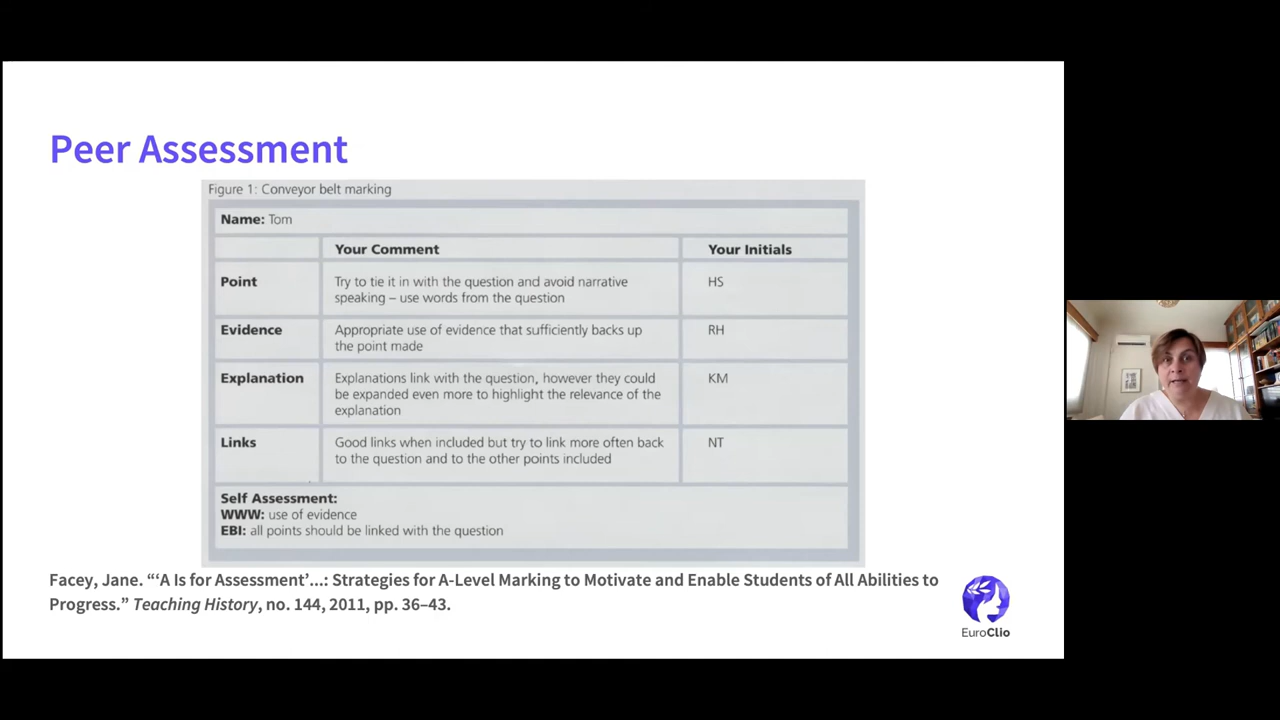 Peer Assessment
Figure 1: Conveyor belt marking
Name: Tom
Your Comment
Your Initials
Point
Try to tie it in with the question and avoid narrative
speaking – use words from the question
HS
Evidence
Appropriate use of evidence that sufficiently backs up
the point made
RH
Explanation
Explanations link with the question, however they could
be expanded even more to highlight the relevance of the
explanation
KM
Links
Good links when included but try to link more often back
to the question and to the other points included
NT
Self Assessment:
WWW: use of evidence
EBI: all points should be linked with the question
Facey, Jane. “‘A Is for Assessment’...: Strategies for A-Level Marking to Motivate and Enable Students of All Abilities to
Progress.” Teaching History, no. 144, 2011, pp. 36–43.
EuroClio